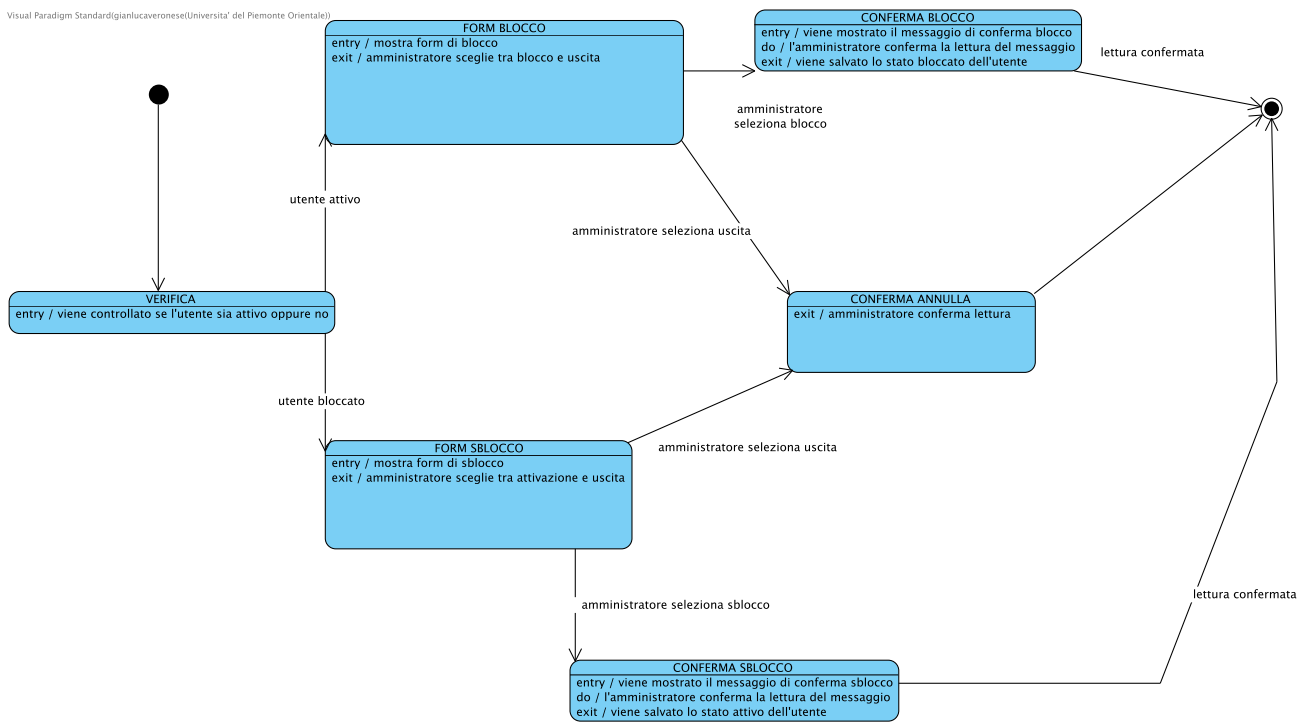 Visual Paradigm Standard(gianlucaveronese(Universita' del Piemonte Orientale))
FORM BLOCCO
entry / mostra form di blocco
exit / amministratore sceglie tra blocco e uscita
CONFERMA BLOCCO
entry / viene mostrato il messaggio di conferma blocco
do / l'amministratore conferma la lettura del messaggio
exit / viene salvato lo stato bloccato dell'utente
lettura confermata
amministratore
seleziona blocco
utente attivo
amministratore seleziona uscita
VERIFICA
entry / viene controllato se l'utente sia attivo oppure no
CONFERMA ANNULLA
exit / amministratore conferma lettura
utente bloccato
FORM SBLOCCO
entry / mostra form di sblocco
exit / amministratore sceglie tra attivazione e uscita
amministratore seleziona uscita
amministratore seleziona sblocco
lettura confermata
CONFERMA SBLOCCO
entry / viene mostrato il messaggio di conferma sblocco
do / l'amministratore conferma la lettura del messaggio
exit / viene salvato lo stato attivo dell'utente